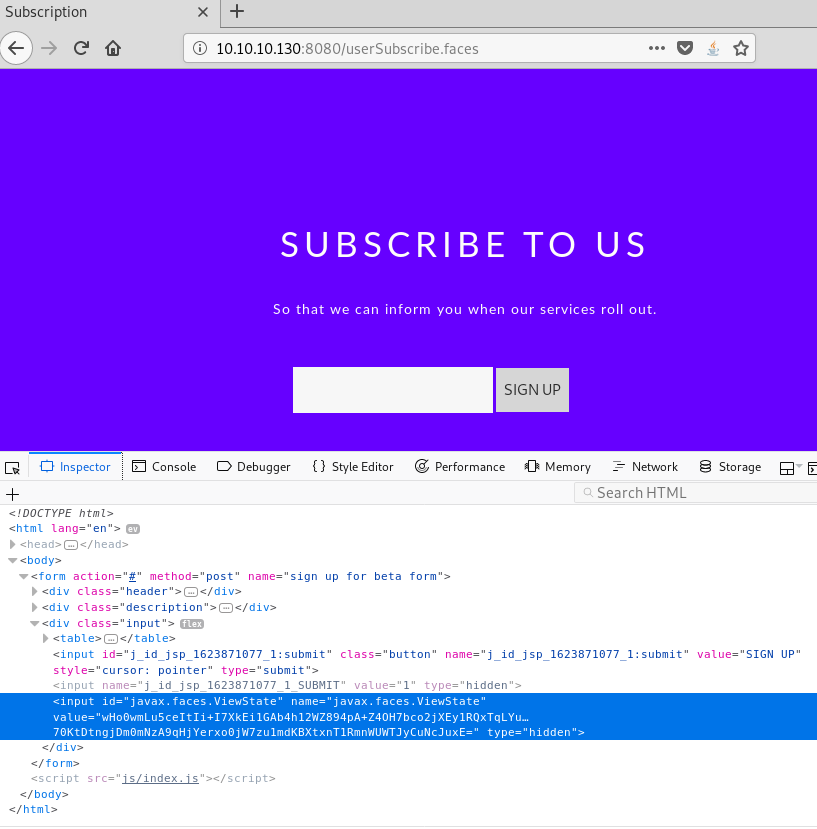 Subscription
10.10.10.130:8080/userSubscribe.faces
SUBSCRIBE TO US
So that we can inform you when our services roll out.
SIGN UP
Inspector Console Debugger {} Style Editor Performance Memory Network Storage
Search HTML
<!DOCTYPE html>
<html lang="en"> ev
<head> … </head>
<body>
<form action="#" method="post" name="sign up for beta form">
<div class="header"> … </div>
<div class="description"> … </div>
<div class="input"> flex
<table> … </table>
<input id="j_id_jsp_1623871077_1:submit" class="button" name="j_id_jsp_1623871077_1:submit" value="SIGN UP"
style="cursor: pointer" type="submit">
<input name="j_id_jsp_1623871077_1_SUBMIT" value="1" type="hidden">
<input id="javax.faces.ViewState" name="javax.faces.ViewState"
value="wHo0wmLu5ceItIi+I7XkEi1GAb4h12WZ894pA+Z4OH7bco2jXEy1RQxTqLYu…
70KtDtngjDm0mNzA9qHjYerxo0jW7zu1mdKBXtxnT1RmnWUWTJyCuNcJuxE=" type="hidden">
</div>
</form>
<script src="js/index.js"></script>
</body>
</html>